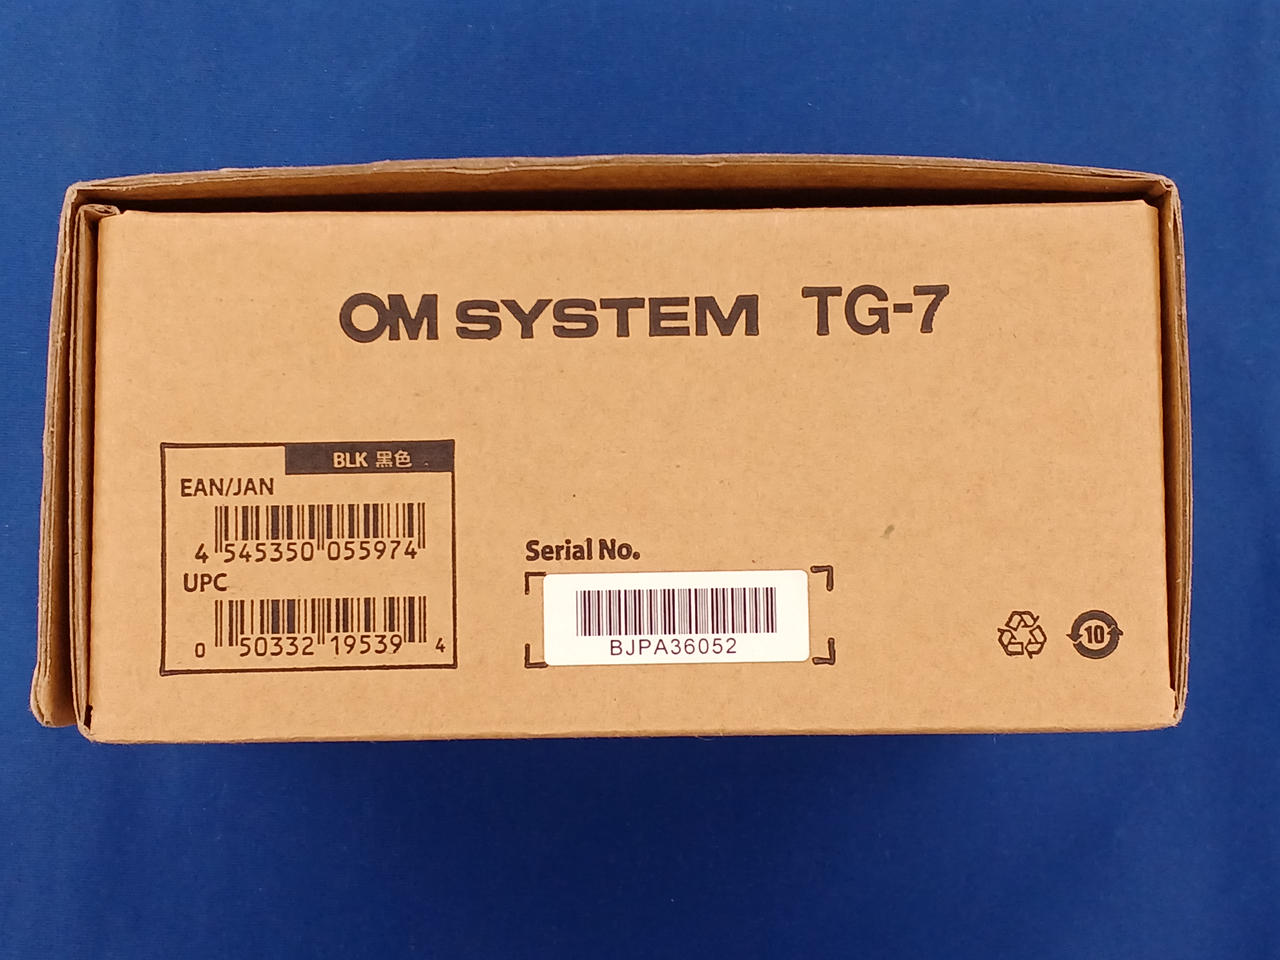 OM SYSTEM TG-7
BLK 黑色
EAN/JAN
4 545350 055974
UPC
0 50332 19539 4
Serial No.
BJPA36052
10